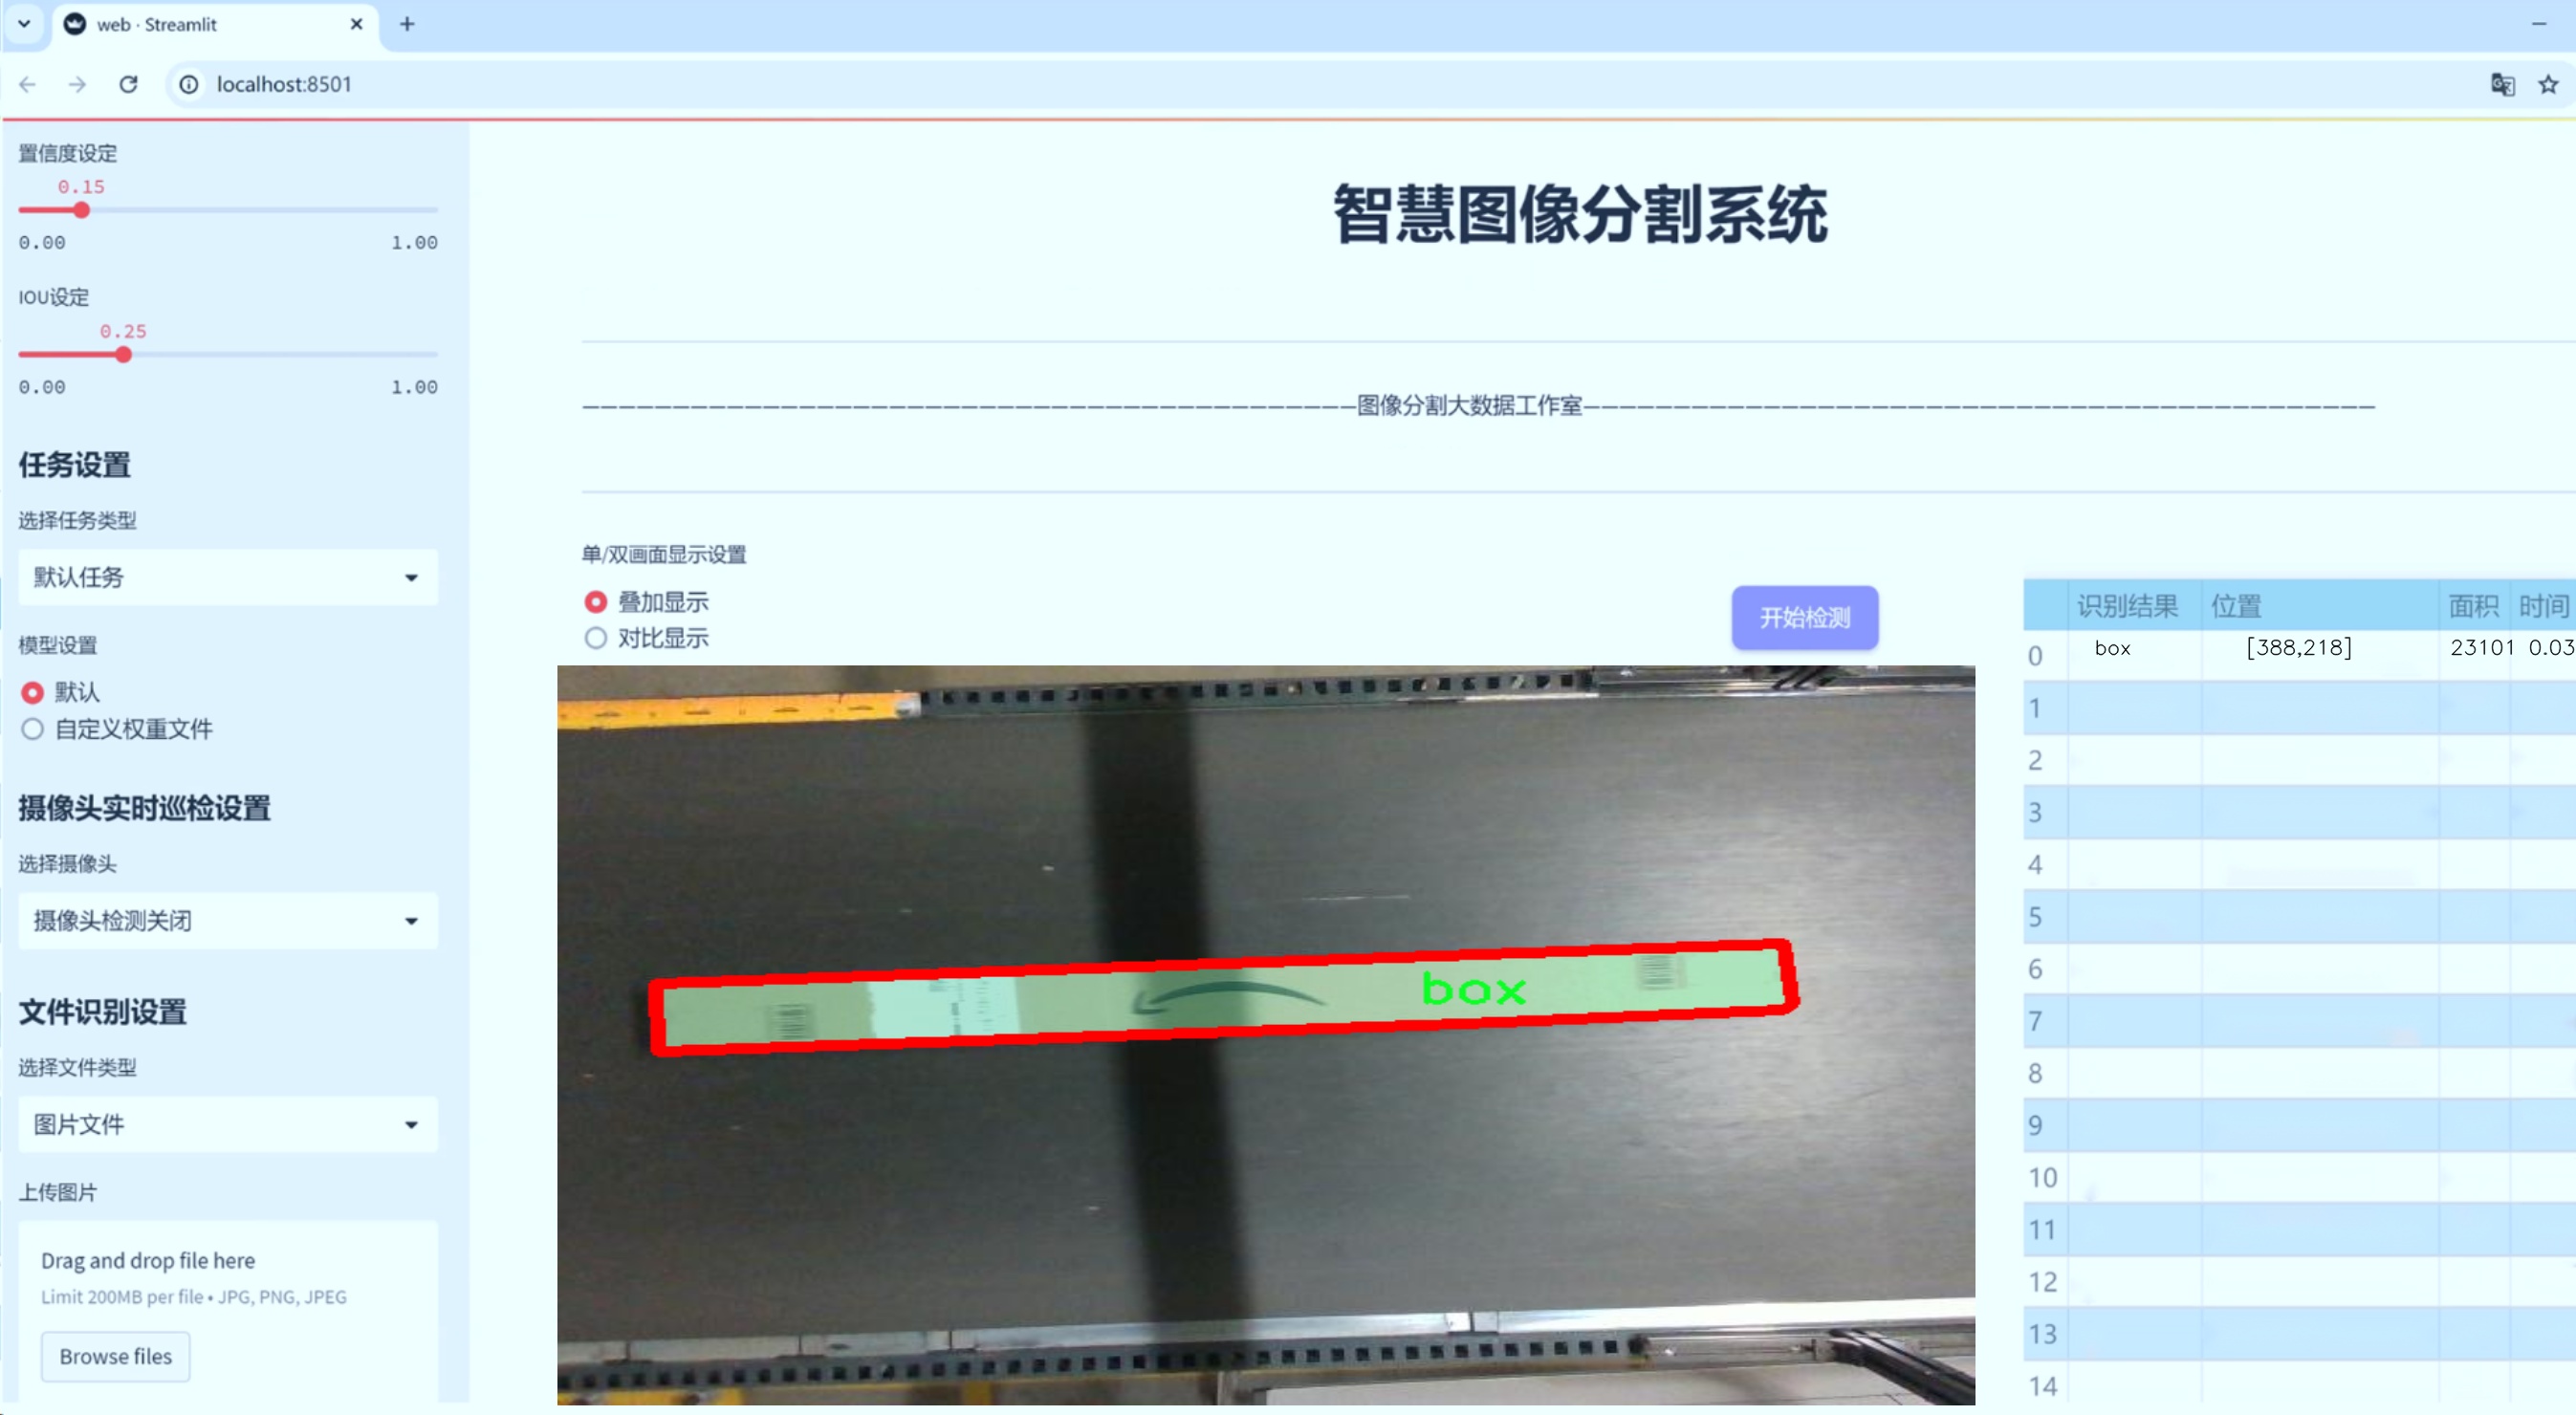 web · Streamlit
localhost:8501
置信度设定
0.15
0.00 1.00
IOU设定
0.25
0.00 1.00
任务设置
选择任务类型
默认任务
模型设置
默认
自定义权重文件
摄像头实时巡检设置
选择摄像头
摄像头检测关闭
文件识别设置
选择文件类型
图片文件
上传图片
Drag and drop file here
Limit 200MB per file • JPG, PNG, JPEG
Browse files
智慧图像分割系统
图像分割大数据工作室
单/双画面显示设置
叠加显示
对比显示
开始检测
box
识别结果 位置 面积 时间
0 box [388,218] 23101 0.03
1
2
3
4
5
6
7
8
9
10
11
12
13
14